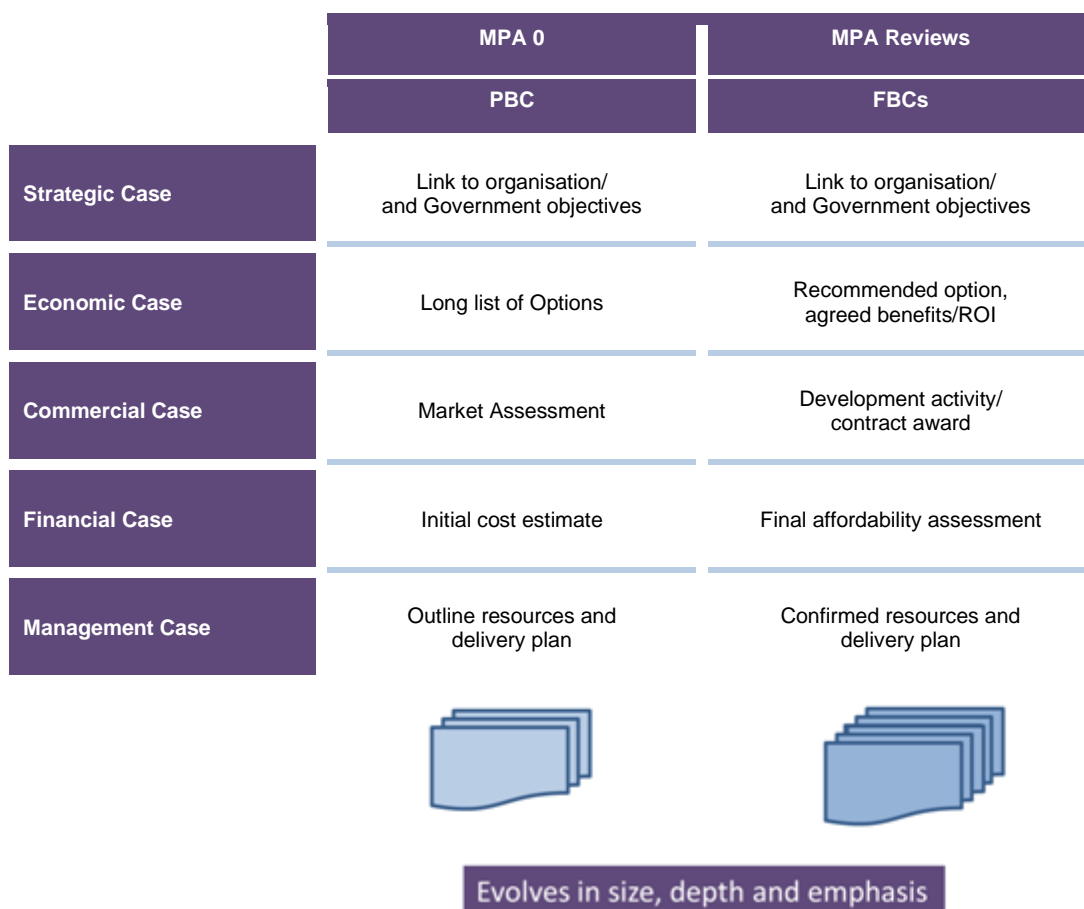 MPA 0
MPA Reviews
PBC
FBCs
Strategic Case
Link to organisation/
and Government objectives
Link to organisation/
and Government objectives
Economic Case
Long list of Options
Recommended option,
agreed benefits/ROI
Commercial Case
Market Assessment
Development activity/
contract award
Financial Case
Initial cost estimate
Final affordability assessment
Management Case
Outline resources and
delivery plan
Confirmed resources and
delivery plan
Evolves in size, depth and emphasis